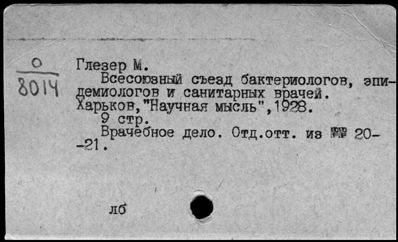 О
8014
Глезер М.
Всесоюзный съезд бактериологов, эпи-
демиологов и санитарных врачей.
Харьков,"Научная мысль",1928.
9 стр.
Врачебное дело. Отд.отт. из №№ 20-
-21.
лб